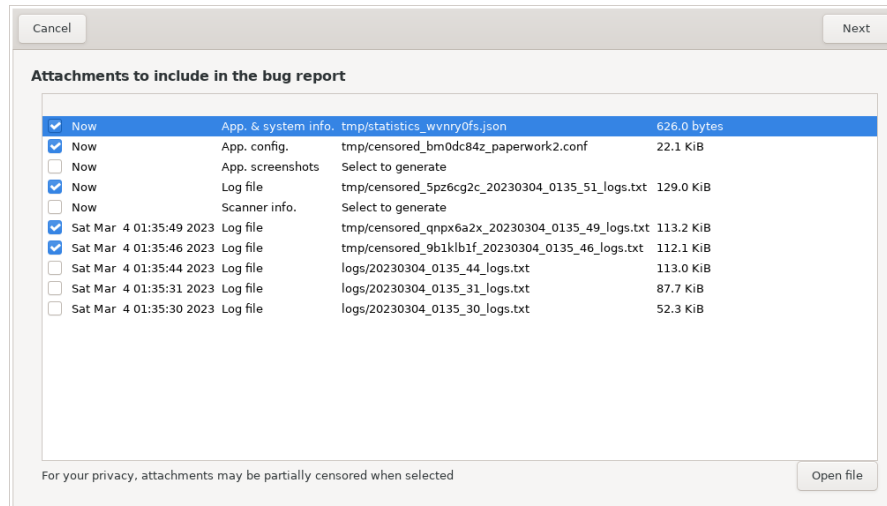 Cancel Next
Attachments to include in the bug report
Now App. & system info. tmp/statistics_wvnry0fs.json 626.0 bytes
Now App. config. tmp/censored_bm0dc84z_paperwork2.conf 22.1 KiB
Now App. screenshots Select to generate
Now Log file tmp/censored_5pz6cg2c_20230304_0135_51_logs.txt 129.0 KiB
Now Scanner info. Select to generate
Sat Mar 4 01:35:49 2023 Log file tmp/censored_qnpx6a2x_20230304_0135_49_logs.txt 113.2 KiB
Sat Mar 4 01:35:46 2023 Log file tmp/censored_9b1klb1f_20230304_0135_46_logs.txt 112.1 KiB
Sat Mar 4 01:35:44 2023 Log file logs/20230304_0135_44_logs.txt 113.0 KiB
Sat Mar 4 01:35:31 2023 Log file logs/20230304_0135_31_logs.txt 87.7 KiB
Sat Mar 4 01:35:30 2023 Log file logs/20230304_0135_30_logs.txt 52.3 KiB
For your privacy, attachments may be partially censored when selected Open file